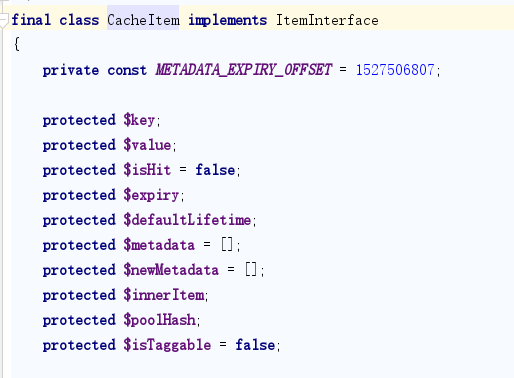 final class CacheItem implements ItemInterface
{
    private const METADATA_EXPIRY_OFFSET = 1527506807;
    protected $key;
    protected $value;
    protected $isHit = false;
    protected $expiry;
    protected $defaultLifetime;
    protected $metadata = [];
    protected $newMetadata = [];
    protected $innerItem;
    protected $poolHash;
    protected $isTaggable = false;